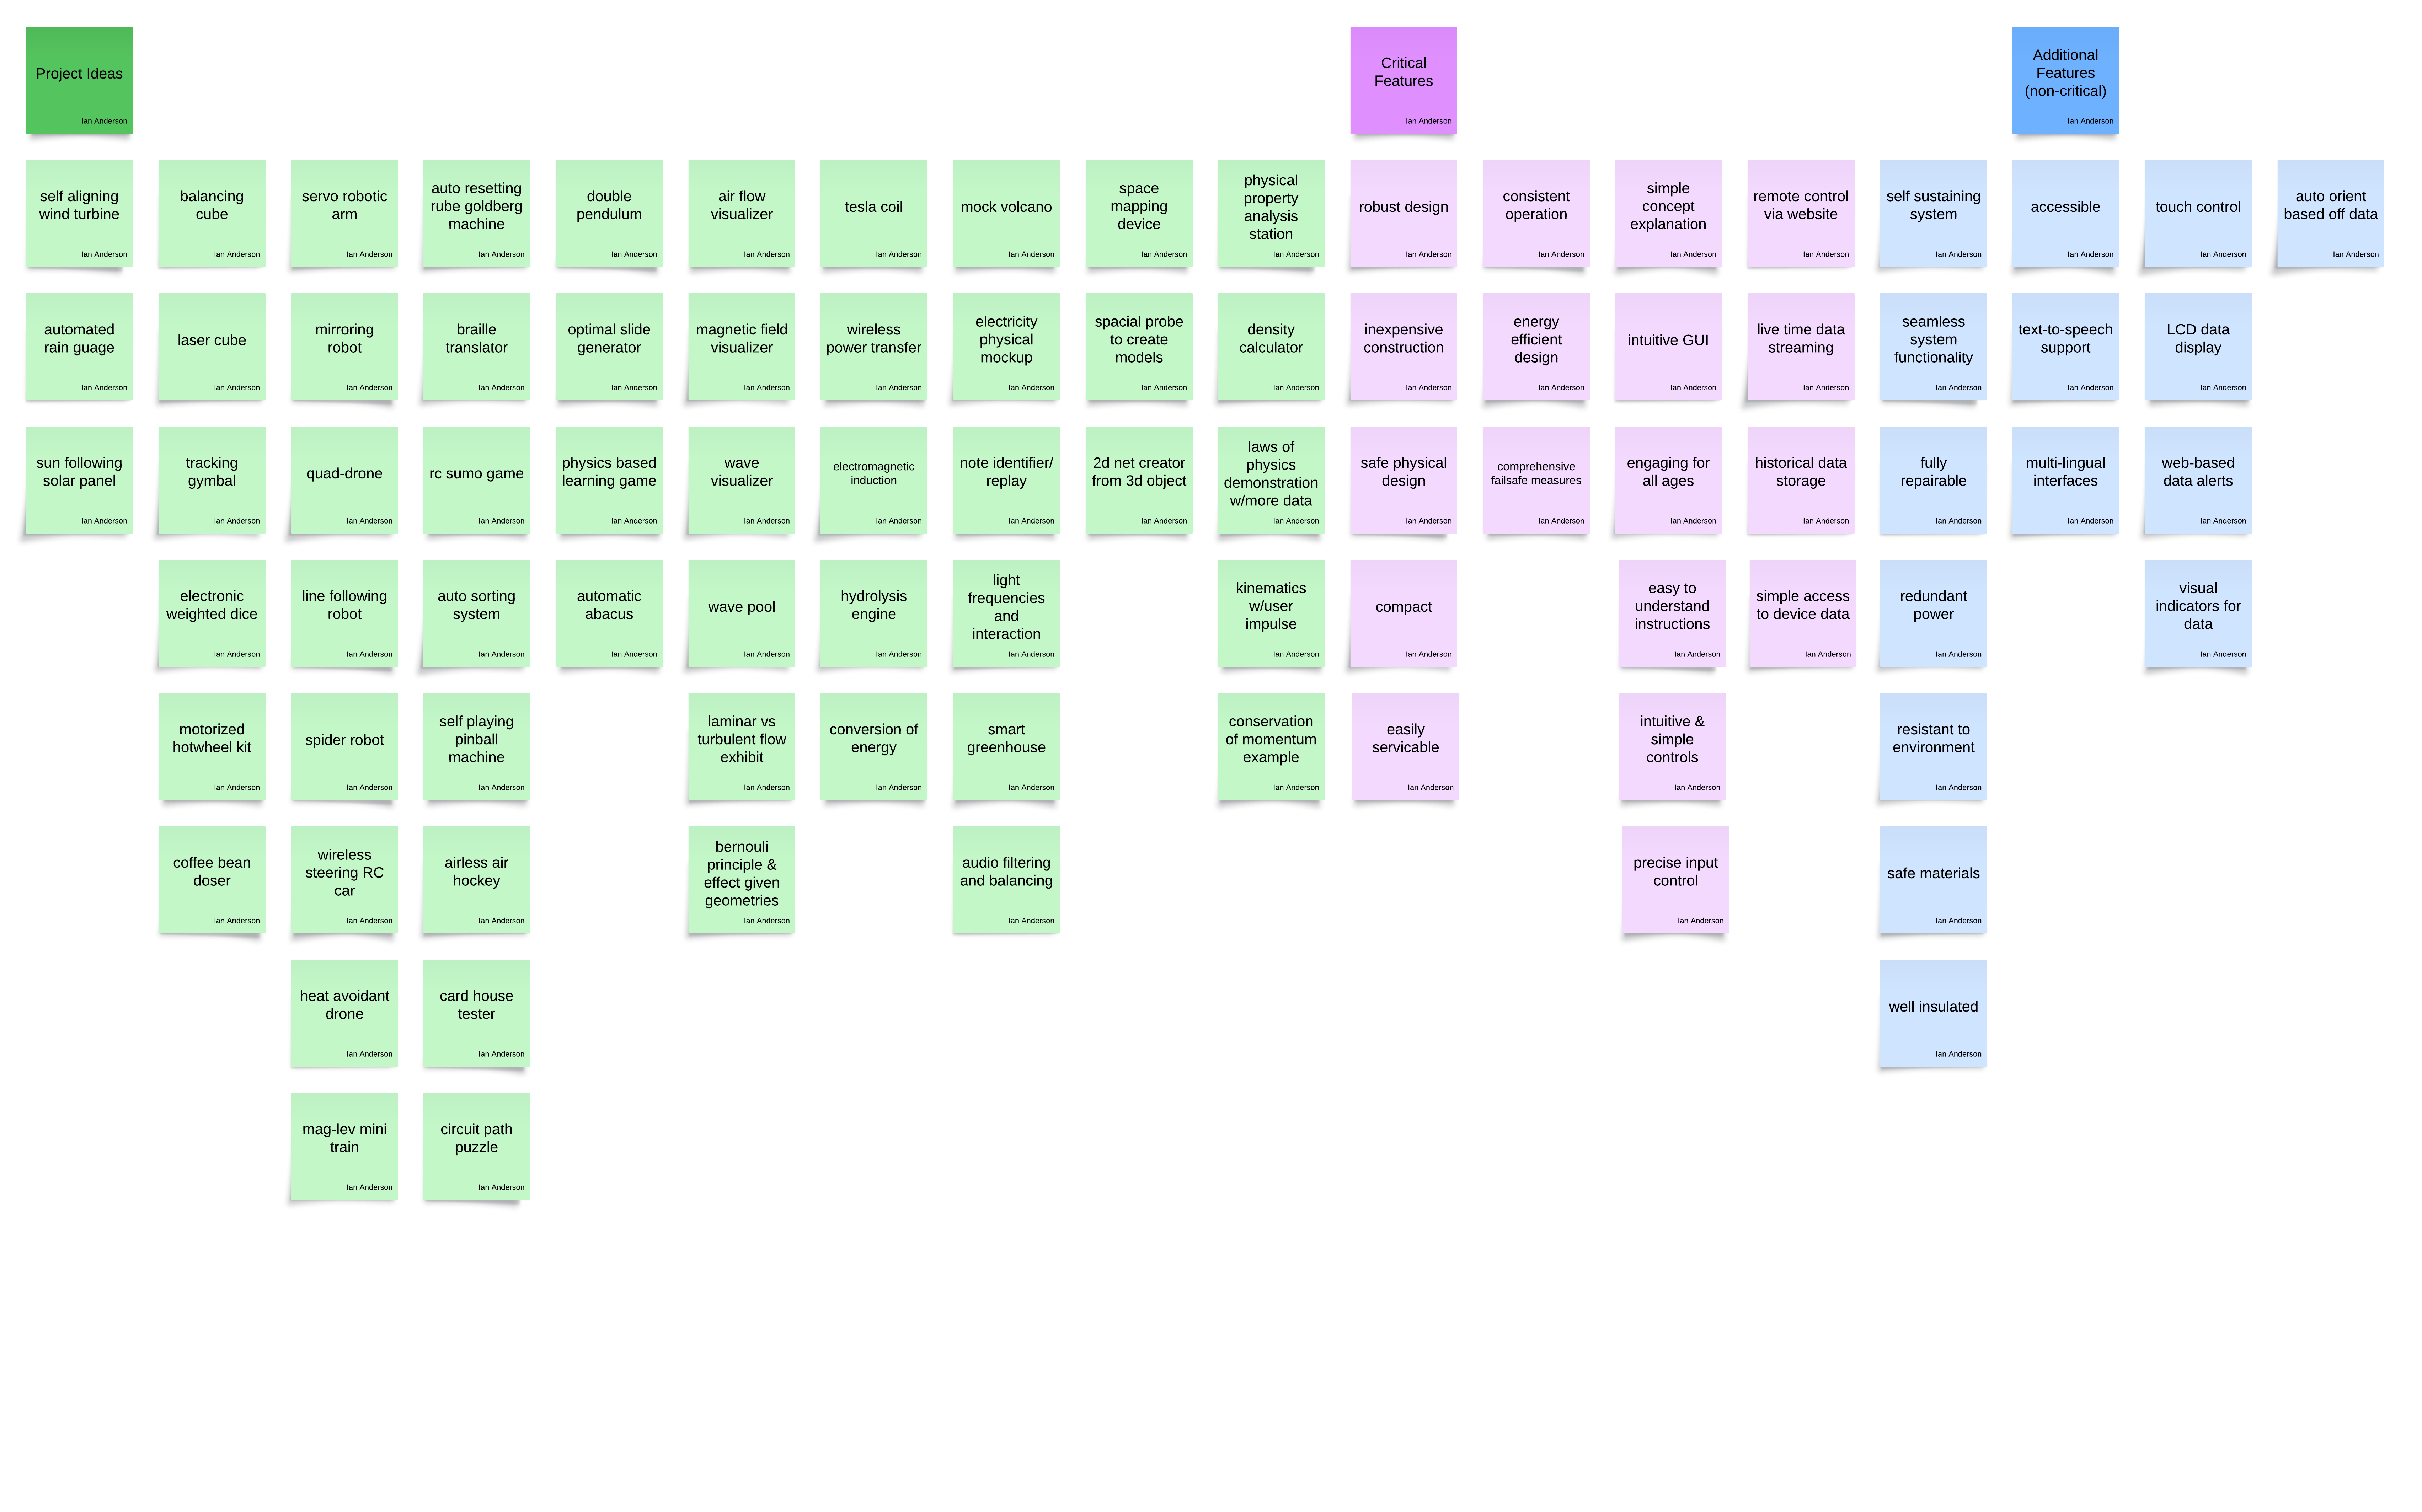 Project Ideas
Ian Anderson
Critical
Features
Ian Anderson
Additional
Features
(non-critical)
Ian Anderson
self aligning
wind turbine
Ian Anderson
balancing
cube
Ian Anderson
servo robotic
arm
Ian Anderson
auto resetting
rube goldberg
machine
Ian Anderson
double
pendulum
Ian Anderson
air flow
visualizer
Ian Anderson
tesla coil
Ian Anderson
mock volcano
Ian Anderson
space
mapping
device
Ian Anderson
physical
property
analysis
station
Ian Anderson
robust design
Ian Anderson
consistent
operation
Ian Anderson
simple
concept
explanation
Ian Anderson
remote control
via website
Ian Anderson
self sustaining
system
Ian Anderson
accessible
Ian Anderson
touch control
Ian Anderson
auto orient
based off data
Ian Anderson
automated
rain guage
Ian Anderson
laser cube
Ian Anderson
mirroring
robot
Ian Anderson
braille
translator
Ian Anderson
optimal slide
generator
Ian Anderson
magnetic field
visualizer
Ian Anderson
wireless
power transfer
Ian Anderson
electricity
physical
mockup
Ian Anderson
spacial probe
to create
models
Ian Anderson
density
calculator
Ian Anderson
inexpensive
construction
Ian Anderson
energy
efficient
design
Ian Anderson
intuitive GUI
Ian Anderson
live time data
streaming
Ian Anderson
seamless
system
functionality
Ian Anderson
text-to-speech
support
Ian Anderson
LCD data
display
Ian Anderson
sun following
solar panel
Ian Anderson
tracking
gymbal
Ian Anderson
quad-drone
Ian Anderson
rc sumo game
Ian Anderson
physics based
learning game
Ian Anderson
wave
visualizer
Ian Anderson
electromagnetic
induction
Ian Anderson
note identifier/
replay
Ian Anderson
2d net creator
from 3d object
Ian Anderson
laws of
physics
demonstration
w/more data
Ian Anderson
safe physical
design
Ian Anderson
comprehensive
failsafe measures
Ian Anderson
engaging for
all ages
Ian Anderson
historical data
storage
Ian Anderson
fully
repairable
Ian Anderson
multi-lingual
interfaces
Ian Anderson
web-based
data alerts
Ian Anderson
electronic
weighted dice
Ian Anderson
line following
robot
Ian Anderson
auto sorting
system
Ian Anderson
automatic
abacus
Ian Anderson
wave pool
Ian Anderson
hydrolysis
engine
Ian Anderson
light
frequencies
and
interaction
Ian Anderson
kinematics
w/user
impulse
Ian Anderson
compact
Ian Anderson
easy to
understand
instructions
Ian Anderson
simple access
to device data
Ian Anderson
redundant
power
Ian Anderson
visual
indicators for
data
Ian Anderson
motorized
hotwheel kit
Ian Anderson
spider robot
Ian Anderson
self playing
pinball
machine
Ian Anderson
laminar vs
turbulent flow
exhibit
Ian Anderson
conversion of
energy
Ian Anderson
smart
greenhouse
Ian Anderson
conservation
of momentum
example
Ian Anderson
easily
servicable
Ian Anderson
intuitive &
simple
controls
Ian Anderson
resistant to
environment
Ian Anderson
coffee bean
doser
Ian Anderson
wireless
steering RC
car
Ian Anderson
airless air
hockey
Ian Anderson
bernouli
principle &
effect given
geometries
Ian Anderson
audio filtering
and balancing
Ian Anderson
precise input
control
Ian Anderson
safe materials
Ian Anderson
heat avoidant
drone
Ian Anderson
card house
tester
Ian Anderson
well insulated
Ian Anderson
mag-lev mini
train
Ian Anderson
circuit path
puzzle
Ian Anderson